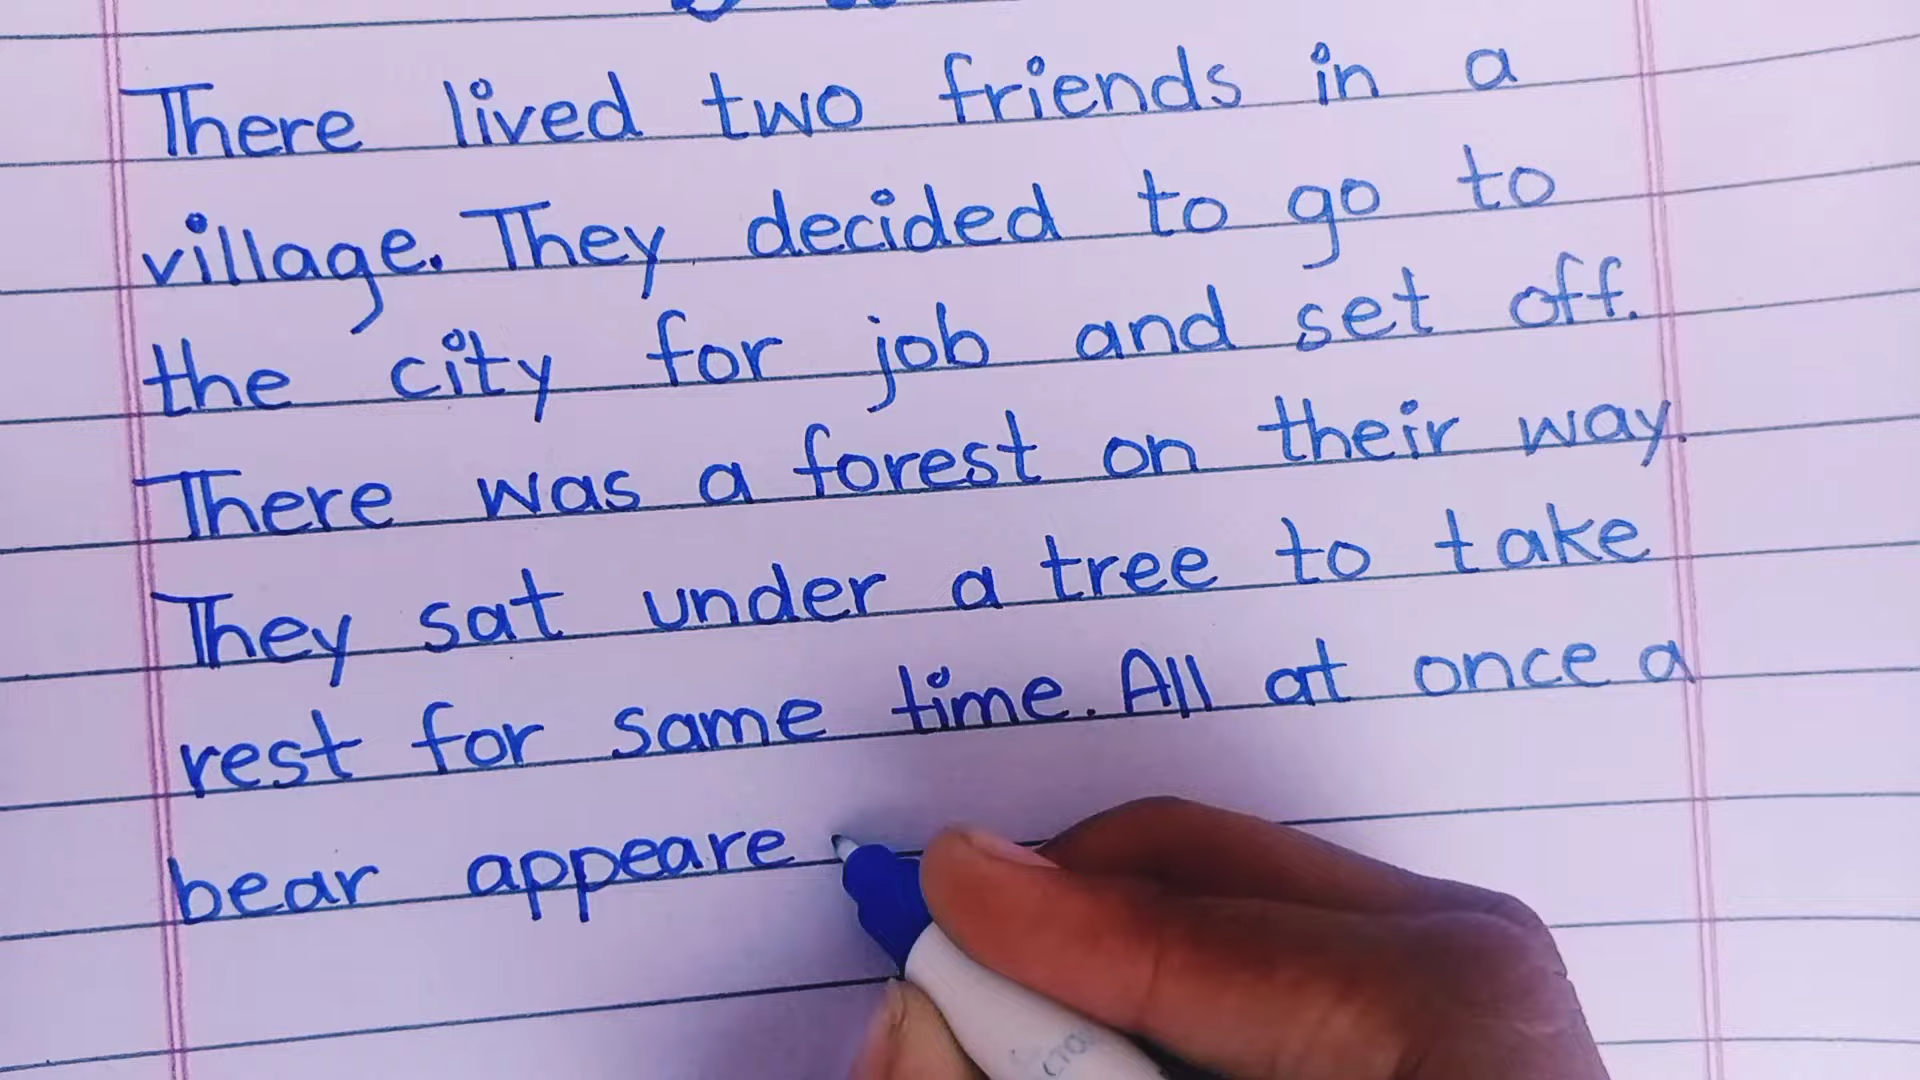 There lived two friends in a
village. They decided to go to
the city for job and set off.
There was a forest on their way.
They sat under a tree to take
rest for same time. All at once a
bear appeare